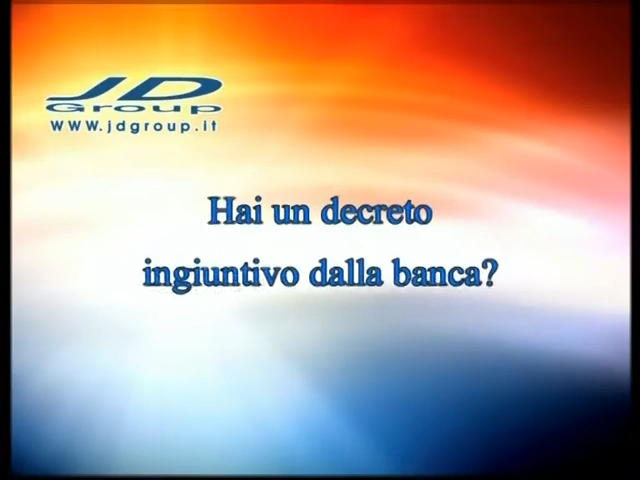 JD
Group
www.jdgroup.it
Hai un decreto
ingiuntivo dalla banca?